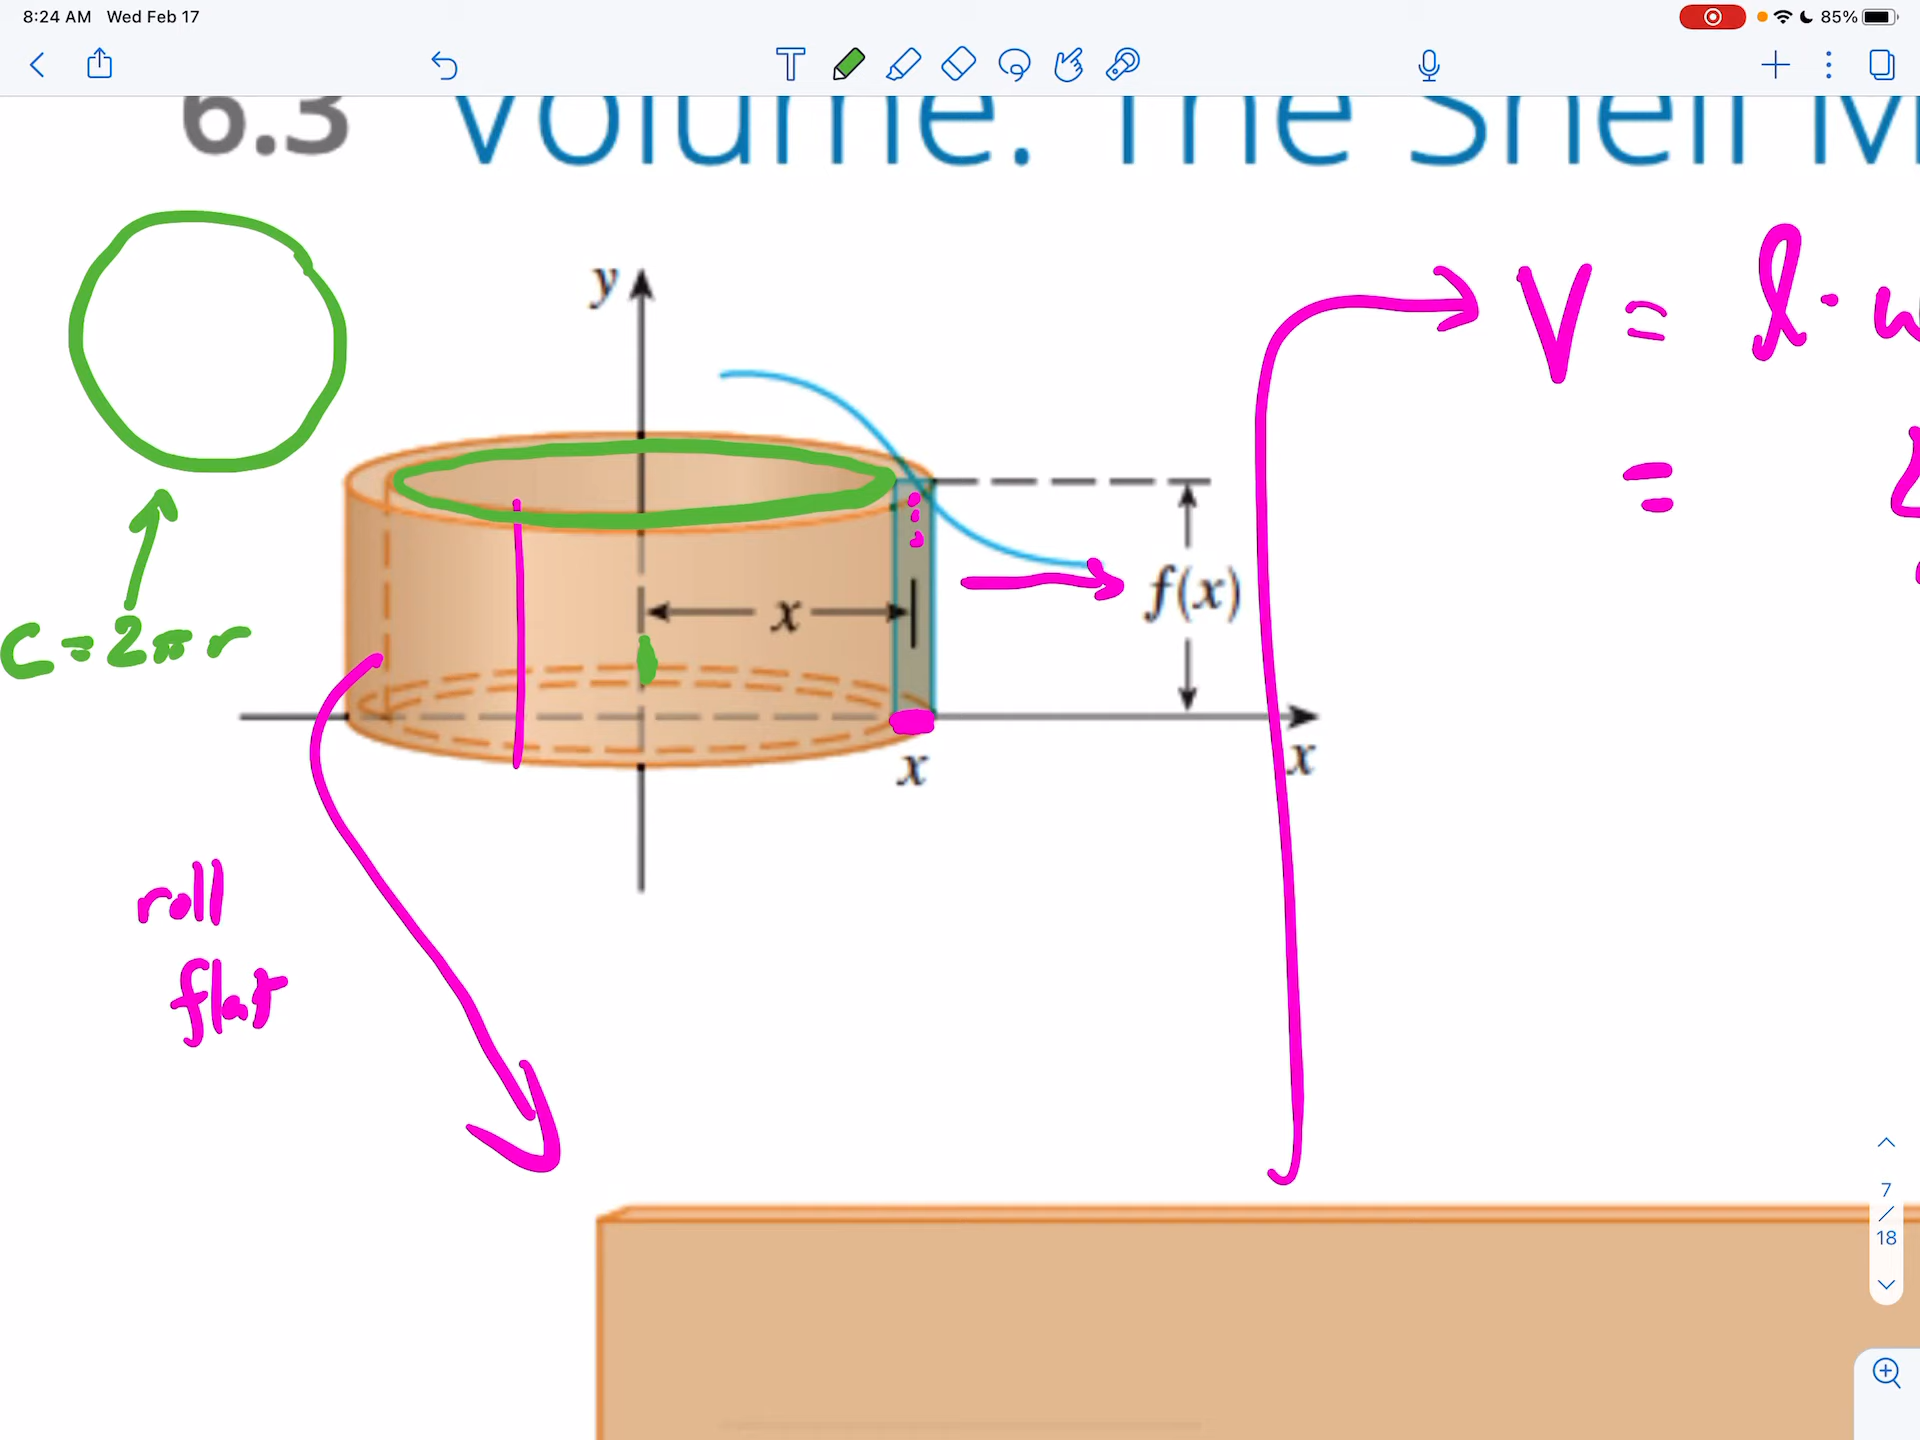 8:24 AM Wed Feb 17
85%
6.3 Volume: The Shell M
y
V = l · w
=
x
f(x)
C = 2πr
x
x
roll
flat
7
/
18